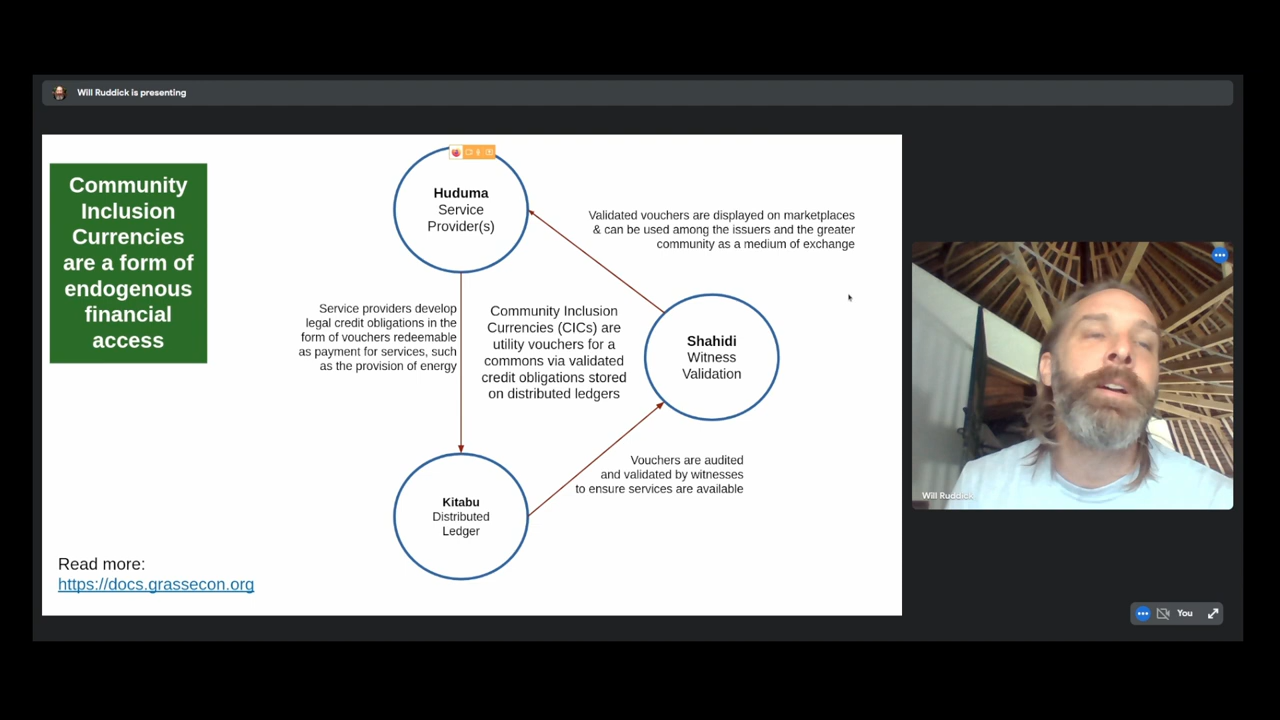 Will Ruddick is presenting
Community
Inclusion
Currencies
are a form of
endogenous
financial
access
Huduma
Service
Provider(s)
Validated vouchers are displayed on marketplaces
& can be used among the issuers and the greater
community as a medium of exchange
Service providers develop
legal credit obligations in the
form of vouchers redeemable
as payment for services, such
as the provision of energy
Community Inclusion
Currencies (CICs) are
utility vouchers for a
commons via validated
credit obligations stored
on distributed ledgers
Shahidi
Witness
Validation
Vouchers are audited
and validated by witnesses
to ensure services are available
Kitabu
Distributed
Ledger
Read more:
https://docs.grassecon.org
Will Ruddick
You